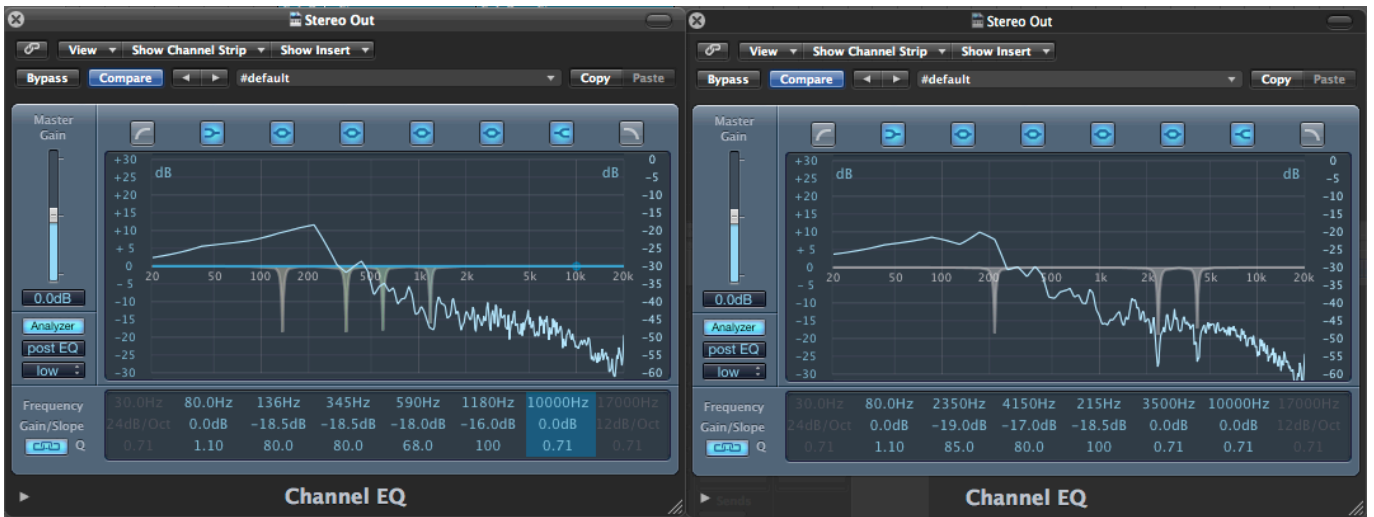 Stereo Out
View Show Channel Strip Show Insert
Bypass Compare #default Copy Paste
Master
Gain
+30 0
+25 dB dB -5
+20 -10
+15 -15
+10 -20
+ 5 -25
0 -30
20 50 100 200 500 1k 2k 5k 10k 20k
- 5 -35
-10 -40
-15 -45
-20 -50
-25 -55
-30 -60
0.0dB
Analyzer
post EQ
low
Frequency 30.0Hz 80.0Hz 136Hz 345Hz 590Hz 1180Hz 10000Hz 17000Hz
Gain/Slope 24dB/Oct 0.0dB -18.5dB -18.5dB -18.0dB -16.0dB 0.0dB 12dB/Oct
Q 0.71 1.10 80.0 80.0 68.0 100 0.71 0.71
Channel EQ
Stereo Out
View Show Channel Strip Show Insert
Bypass Compare #default Copy Paste
Master
Gain
+30 0
+25 dB dB -5
+20 -10
+15 -15
+10 -20
+ 5 -25
0 -30
20 50 100 200 500 1k 2k 5k 10k 20k
- 5 -35
-10 -40
-15 -45
-20 -50
-25 -55
-30 -60
0.0dB
Analyzer
post EQ
low
Frequency 30.0Hz 80.0Hz 2350Hz 4150Hz 215Hz 3500Hz 10000Hz 17000Hz
Gain/Slope 24dB/Oct 0.0dB -19.0dB -17.0dB -18.5dB 0.0dB 0.0dB 12dB/Oct
Q 0.71 1.10 85.0 80.0 100 0.71 0.71 0.71
Sends
Channel EQ